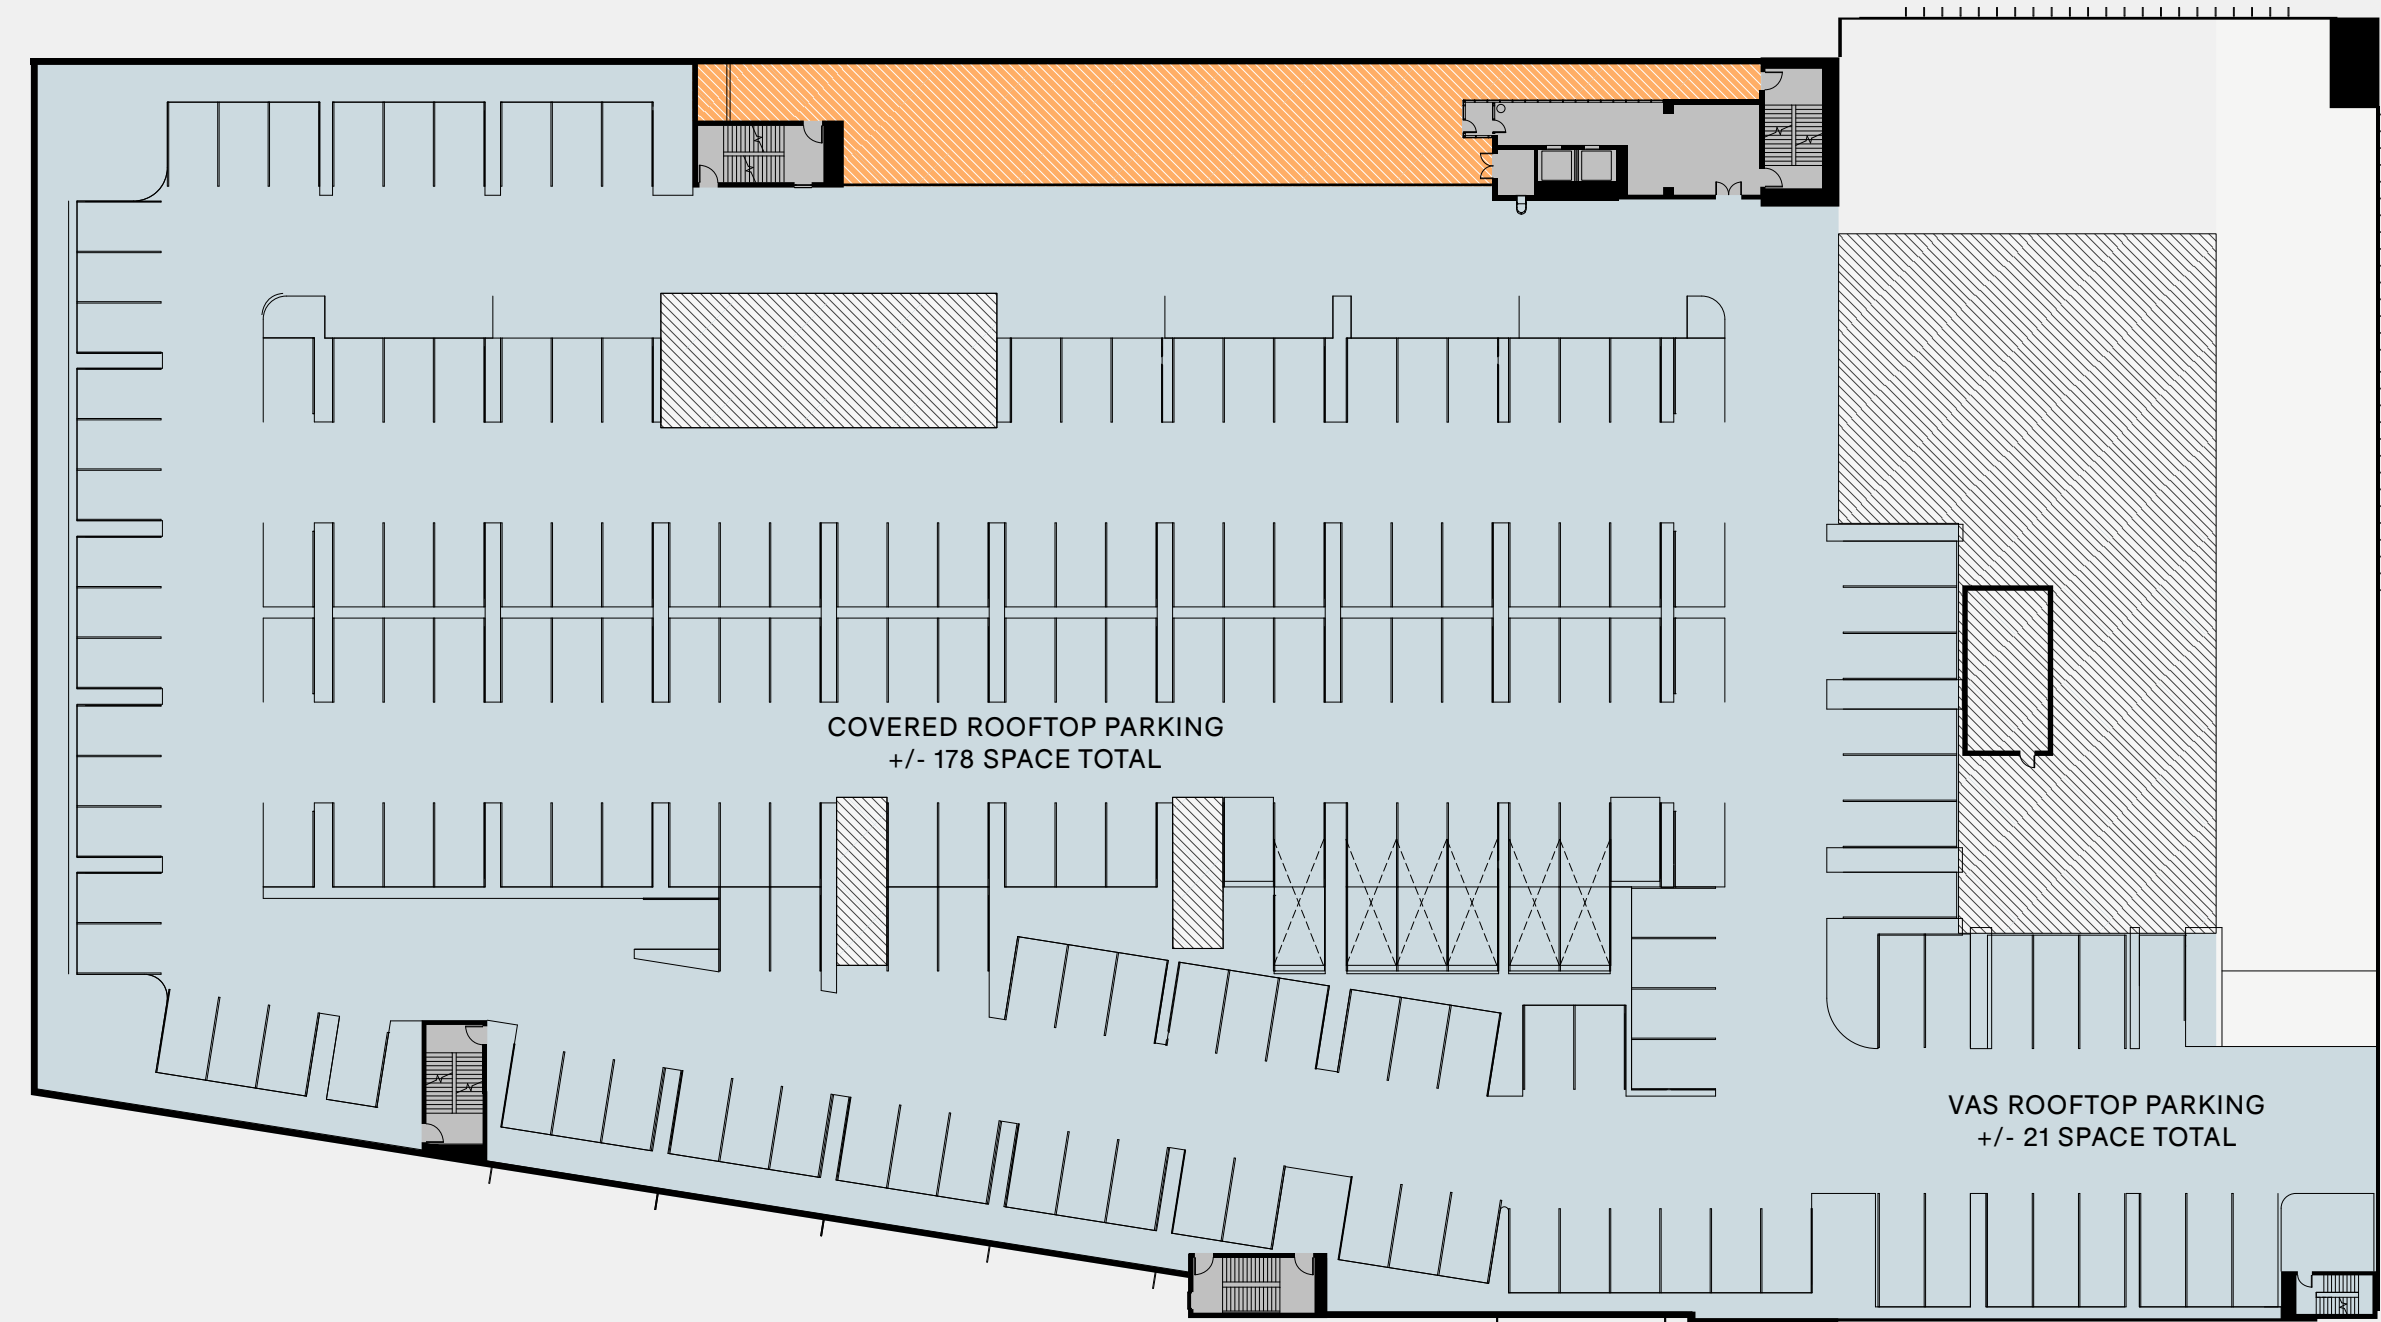 COVERED ROOFTOP PARKING
+/- 178 SPACE TOTAL
VAS ROOFTOP PARKING
+/- 21 SPACE TOTAL